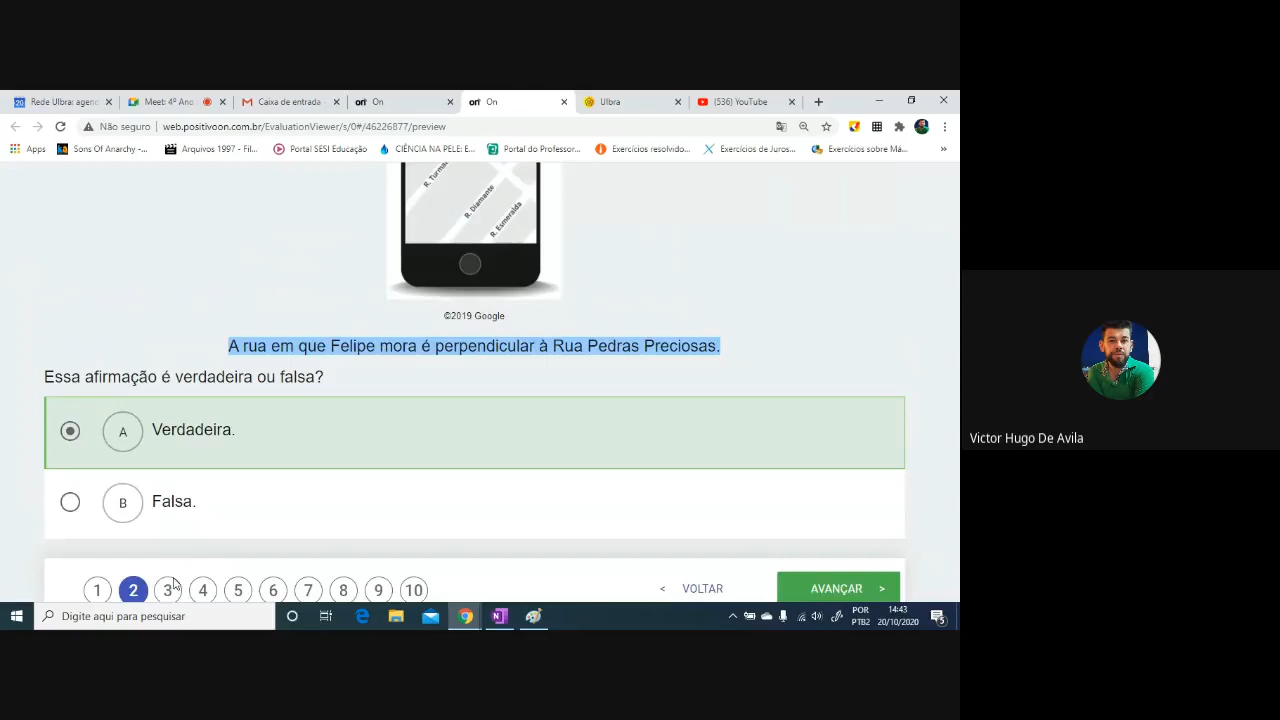 Rede Ulbra: agend
Meet: 4º Ano
Caixa de entrada
On
On
Ulbra
(536) YouTube
Não seguro
web.positivoon.com.br/EvaluationViewer/s/0#/46226877/preview
Apps
Sons Of Anarchy -...
Arquivos 1997 - Fil...
Portal SESI Educação
CIÊNCIA NA PELE: E...
Portal do Professor...
Exercícios resolvido...
Exercícios de Juros...
Exercícios sobre Má...
R. Diamante
R. Esmeralda
©2019 Google
A rua em que Felipe mora é perpendicular à Rua Pedras Preciosas.
Essa afirmação é verdadeira ou falsa?
A Verdadeira.
B Falsa.
1 2 3 4 5 6 7 8 9 10
< VOLTAR
AVANÇAR >
Digite aqui para pesquisar
POR
PTB2
14:43
20/10/2020
5
Victor Hugo De Avila